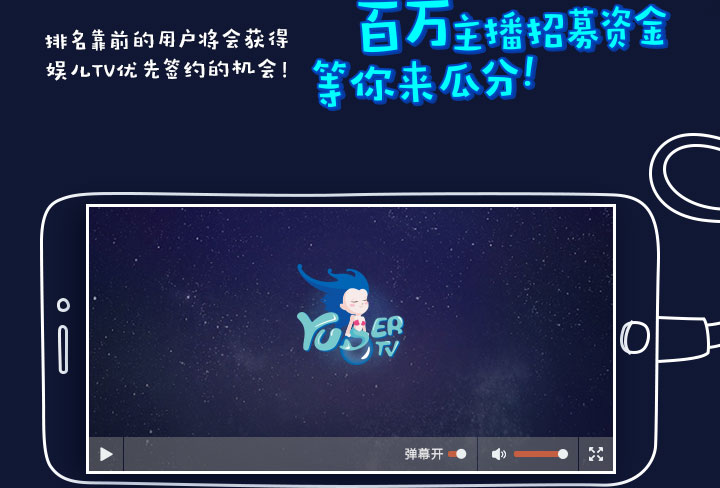 排名靠前的用户将会获得
娱儿TV优先签约的机会！
百万主播招募资金
等你来瓜分！
YUER
TV
弹幕开